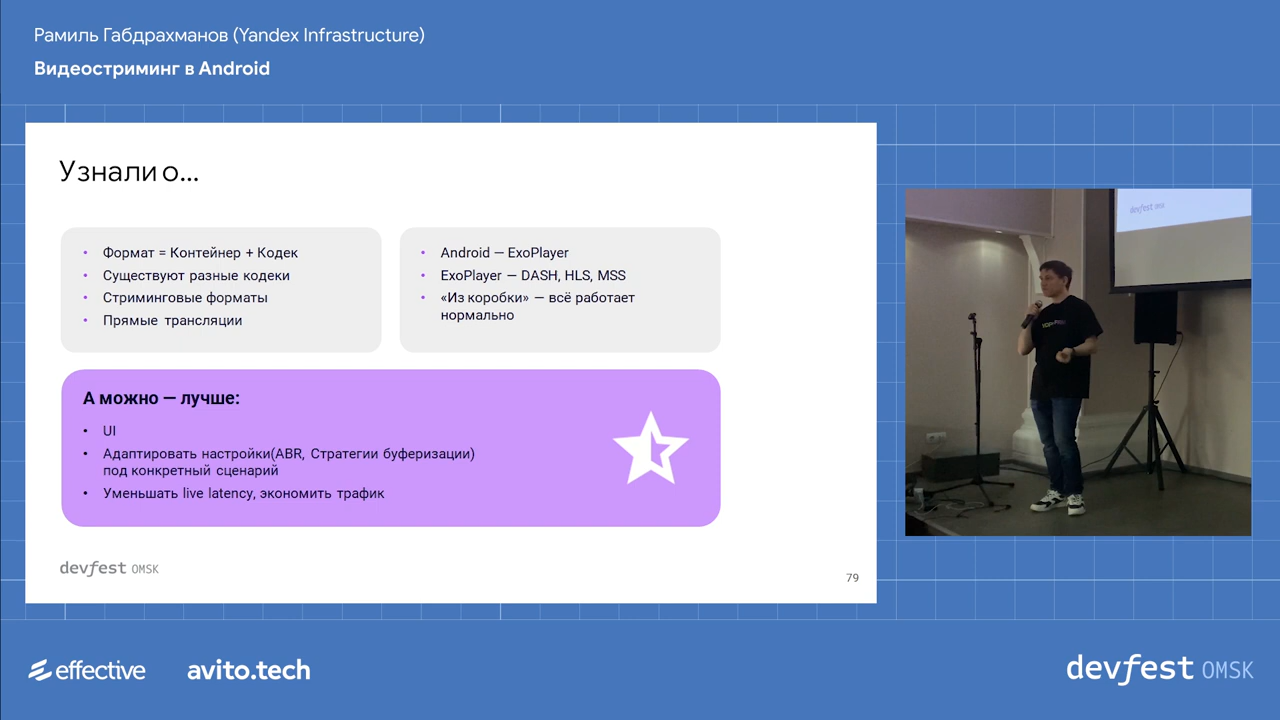 Рамиль Габдрахманов (Yandex Infrastructure)
Видеостриминг в Android
Узнали о...
• Формат = Контейнер + Кодек
• Существуют разные кодеки
• Стриминговые форматы
• Прямые трансляции
• Android — ExoPlayer
• ExoPlayer — DASH, HLS, MSS
• «Из коробки» — всё работает
нормально
А можно — лучше:
• UI
• Адаптировать настройки(ABR, Стратегии буферизации)
под конкретный сценарий
• Уменьшать live latency, экономить трафик
devfest OMSK
79
devfest OMSK
effective
avito.tech
devfest OMSK